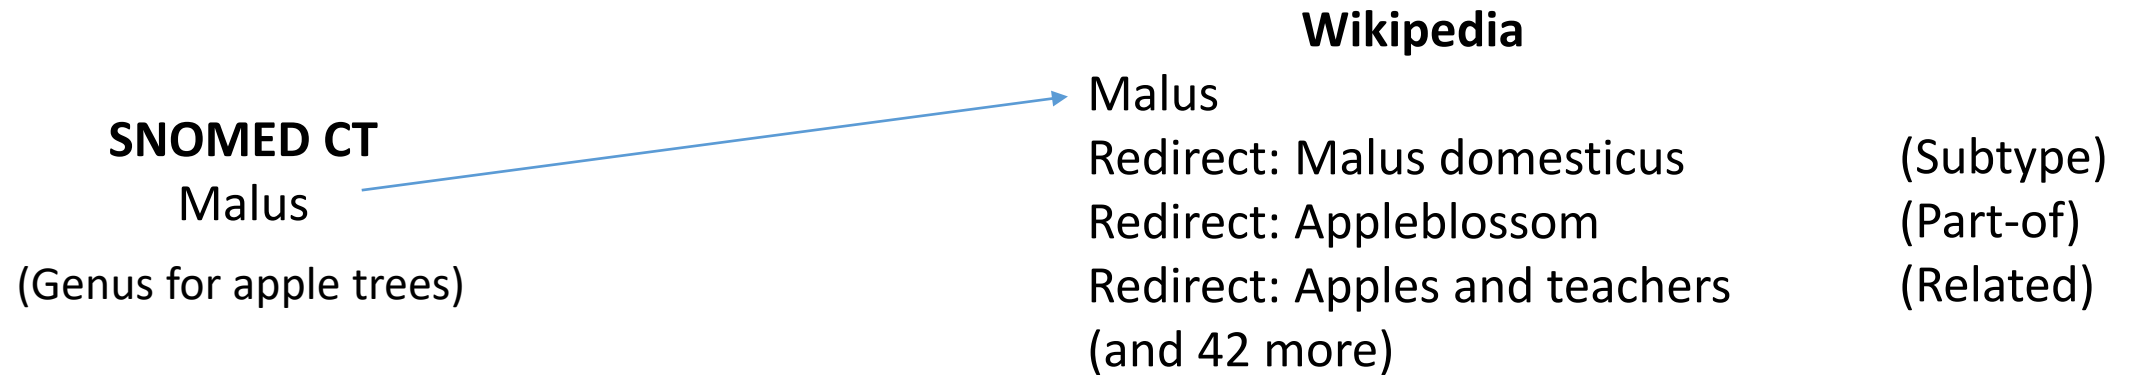 SNOMED CT
Malus
(Genus for apple trees)
Wikipedia
Malus
Redirect: Malus domesticus (Subtype)
Redirect: Appleblossom (Part-of)
Redirect: Apples and teachers (Related)
(and 42 more)